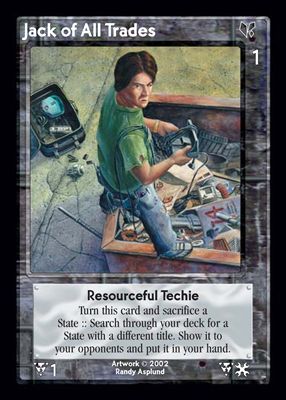 Jack of All Trades
1
Resourceful Techie
Turn this card and sacrifice a
State :: Search through your deck for a
State with a different title. Show it to
your opponents and put it in your hand.
1
Artwork © 2002
Randy Asplund